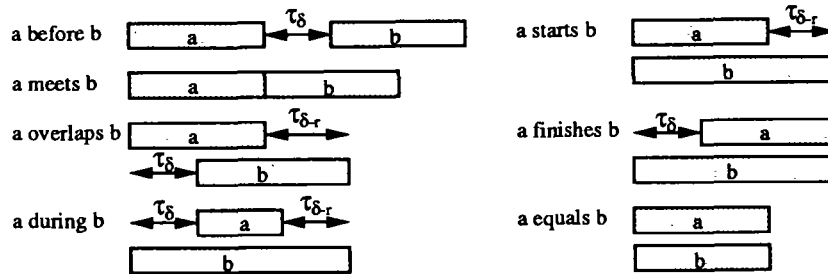 a before b a τδ b
a meets b a b
a overlaps b a τδ-r
τδ b
a during b τδ a τδ-r
b
a starts b a τδ-r
b
a finishes b τδ a
b
a equals b a
b